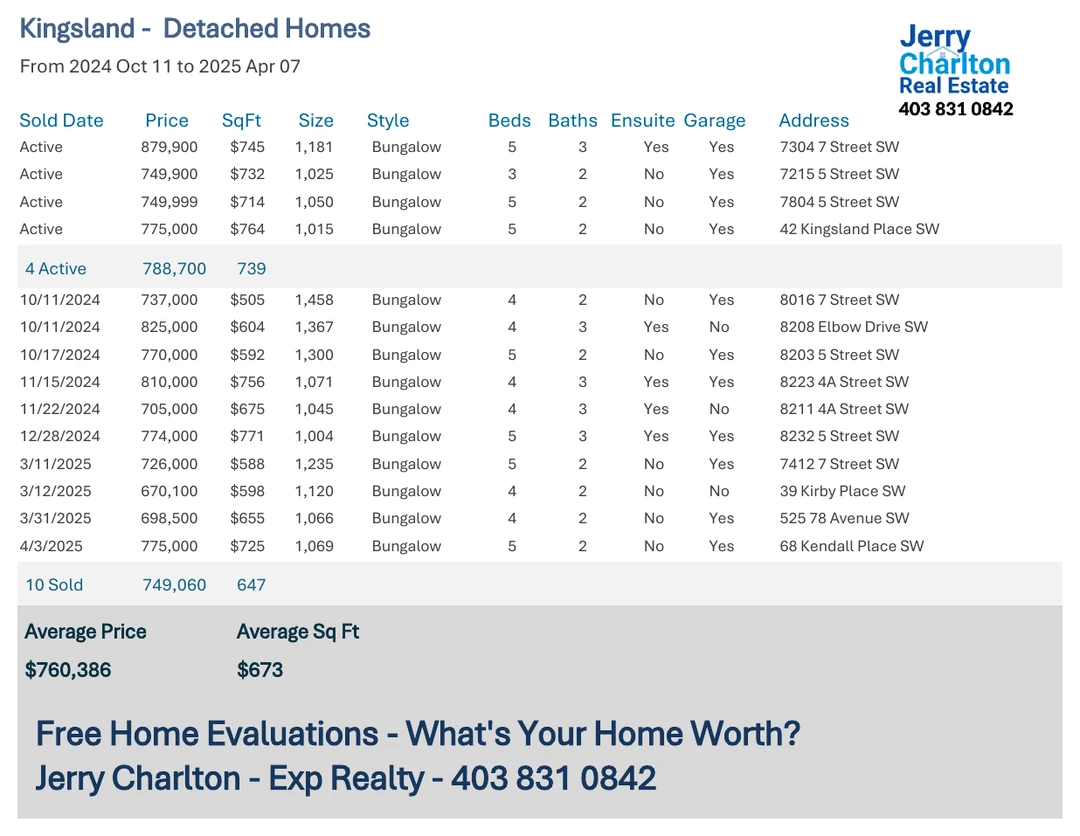 Kingsland - Detached Homes
From 2024 Oct 11 to 2025 Apr 07
Jerry
Charlton
Real Estate
403 831 0842
Sold Date Price SqFt Size Style Beds Baths Ensuite Garage Address
Active 879,900 $745 1,181 Bungalow 5 3 Yes Yes 7304 7 Street SW
Active 749,900 $732 1,025 Bungalow 3 2 No Yes 7215 5 Street SW
Active 749,999 $714 1,050 Bungalow 5 2 No Yes 7804 5 Street SW
Active 775,000 $764 1,015 Bungalow 5 2 No Yes 42 Kingsland Place SW
4 Active 788,700 739
10/11/2024 737,000 $505 1,458 Bungalow 4 2 No Yes 8016 7 Street SW
10/11/2024 825,000 $604 1,367 Bungalow 4 3 Yes No 8208 Elbow Drive SW
10/17/2024 770,000 $592 1,300 Bungalow 5 2 No Yes 8203 5 Street SW
11/15/2024 810,000 $756 1,071 Bungalow 4 3 Yes Yes 8223 4A Street SW
11/22/2024 705,000 $675 1,045 Bungalow 4 3 Yes No 8211 4A Street SW
12/28/2024 774,000 $771 1,004 Bungalow 5 3 Yes Yes 8232 5 Street SW
3/11/2025 726,000 $588 1,235 Bungalow 5 2 No Yes 7412 7 Street SW
3/12/2025 670,100 $598 1,120 Bungalow 4 2 No No 39 Kirby Place SW
3/31/2025 698,500 $655 1,066 Bungalow 4 2 No Yes 525 78 Avenue SW
4/3/2025 775,000 $725 1,069 Bungalow 5 2 No Yes 68 Kendall Place SW
10 Sold 749,060 647
Average Price Average Sq Ft
$760,386 $673
Free Home Evaluations - What's Your Home Worth?
Jerry Charlton - Exp Realty - 403 831 0842